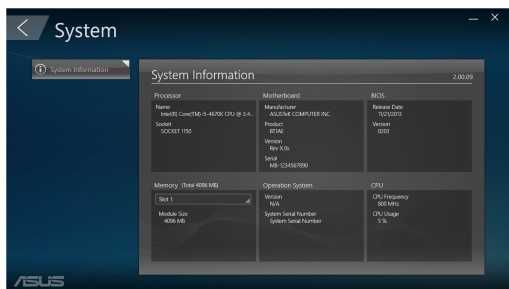 System
System Information
System Information
2.00.09
Processor
Name
Intel(R) Core(TM) i5-4670K CPU @ 3.4...
Socket
SOCKET 1150
Motherboard
Manufacturer
ASUSTeK COMPUTER INC.
Product
BT1AE
Version
Rev X.0x
Serial
MB-1234567890
BIOS
Release Date
11/21/2013
Version
0203
Memory (Total 4096 MB)
Slot 1
Module Size
4096 MB
Operation System
Version
N/A
System Serial Number
System Serial Number
CPU
CPU Frequency
800 MHz
CPU Usage
5 %
ASUS